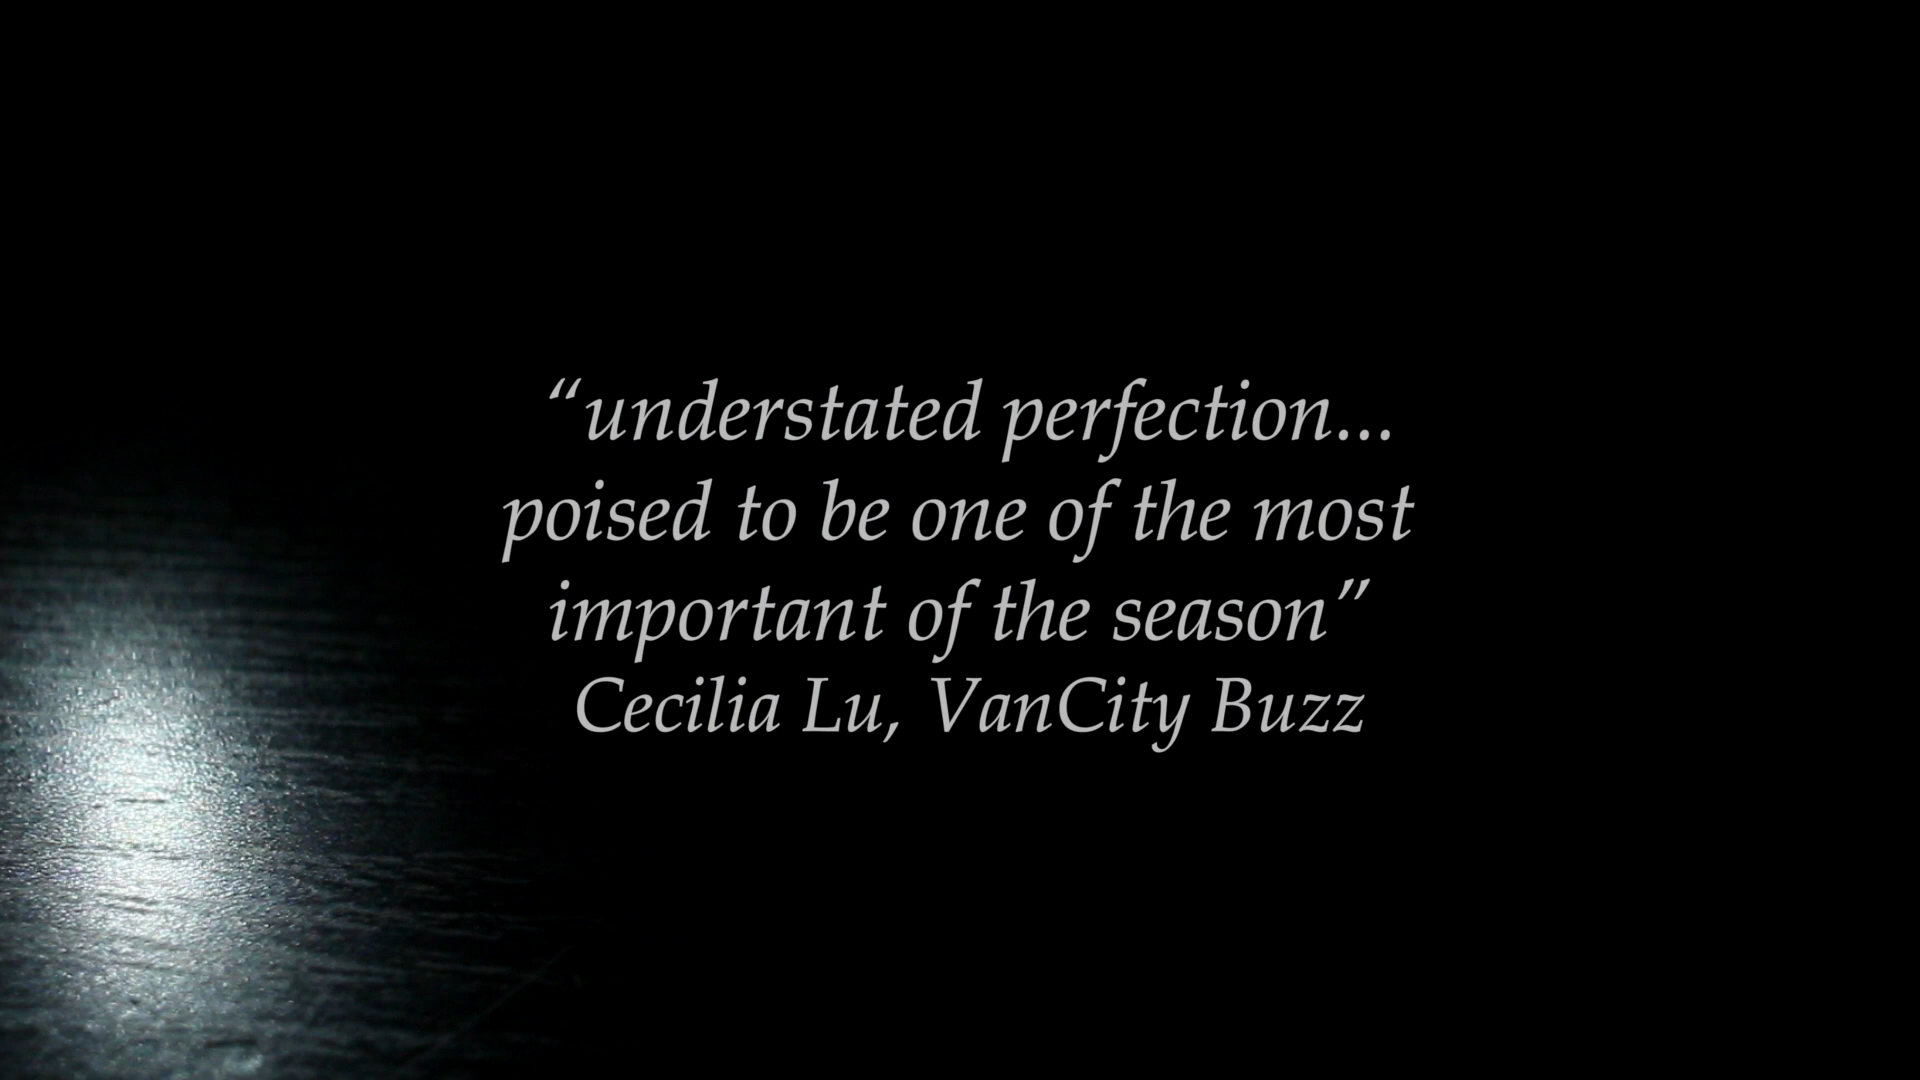 “understated perfection...
poised to be one of the most
important of the season”
Cecilia Lu, VanCity Buzz